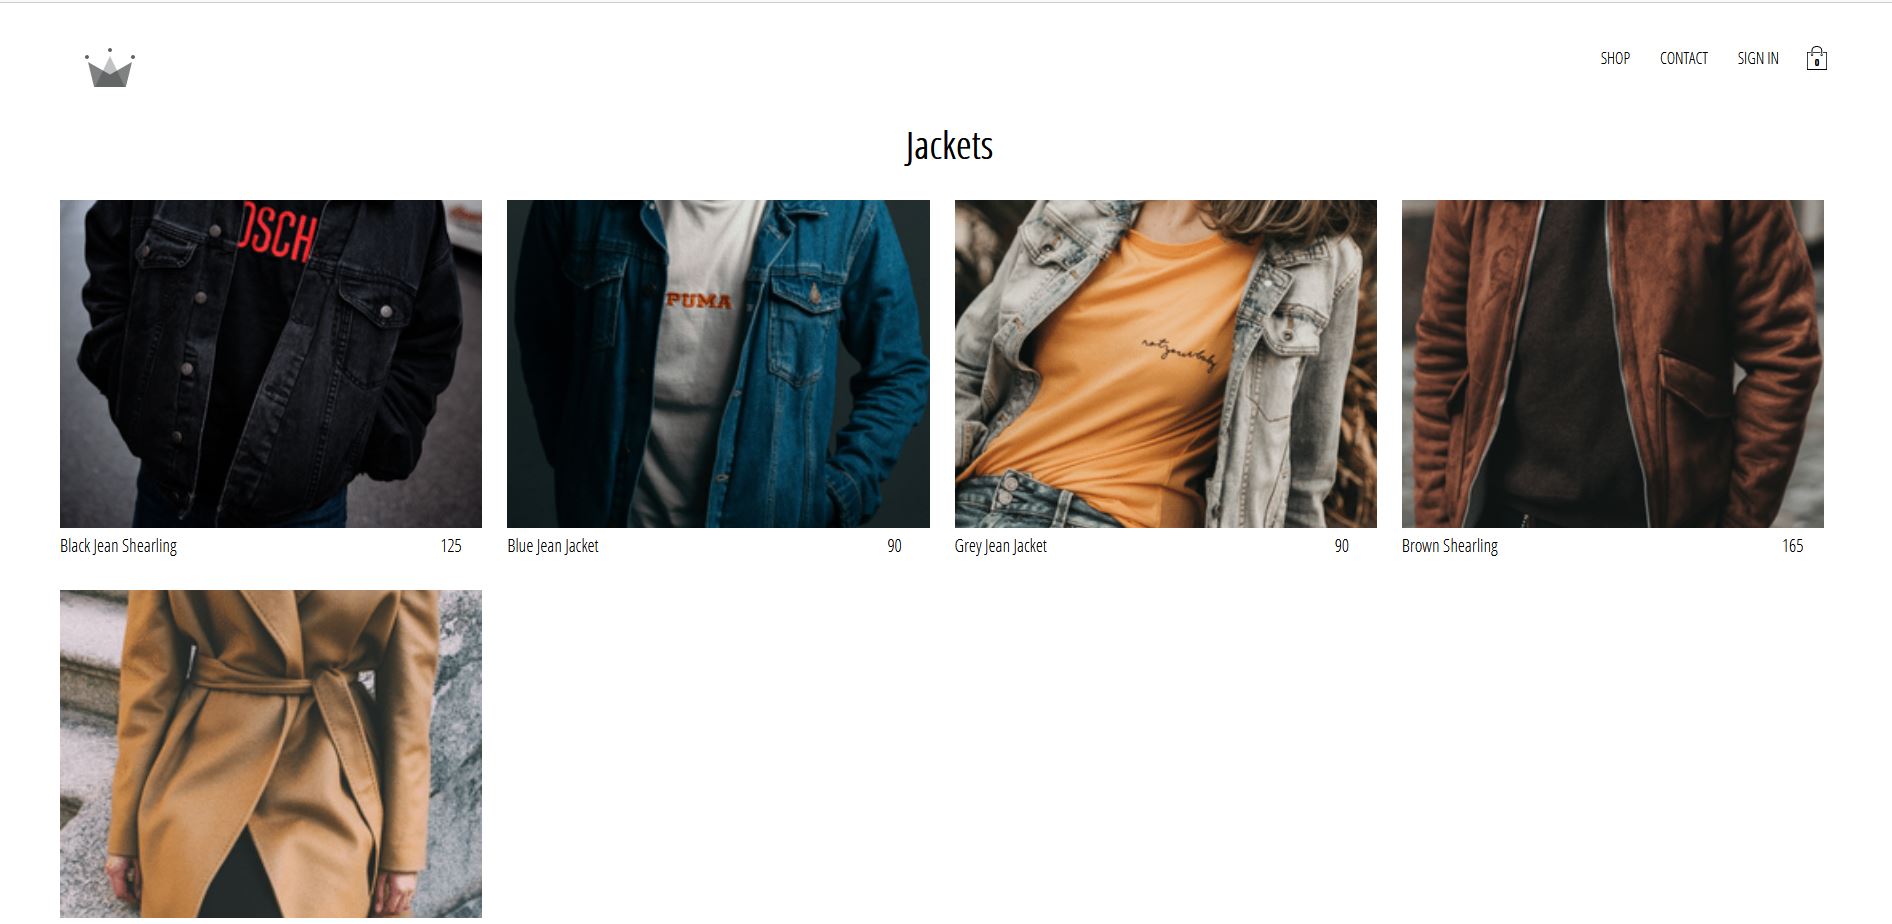 SHOP CONTACT SIGN IN
0
Jackets
OSCH
PUMA
notyourbaby
Black Jean Shearling 125
Blue Jean Jacket 90
Grey Jean Jacket 90
Brown Shearling 165